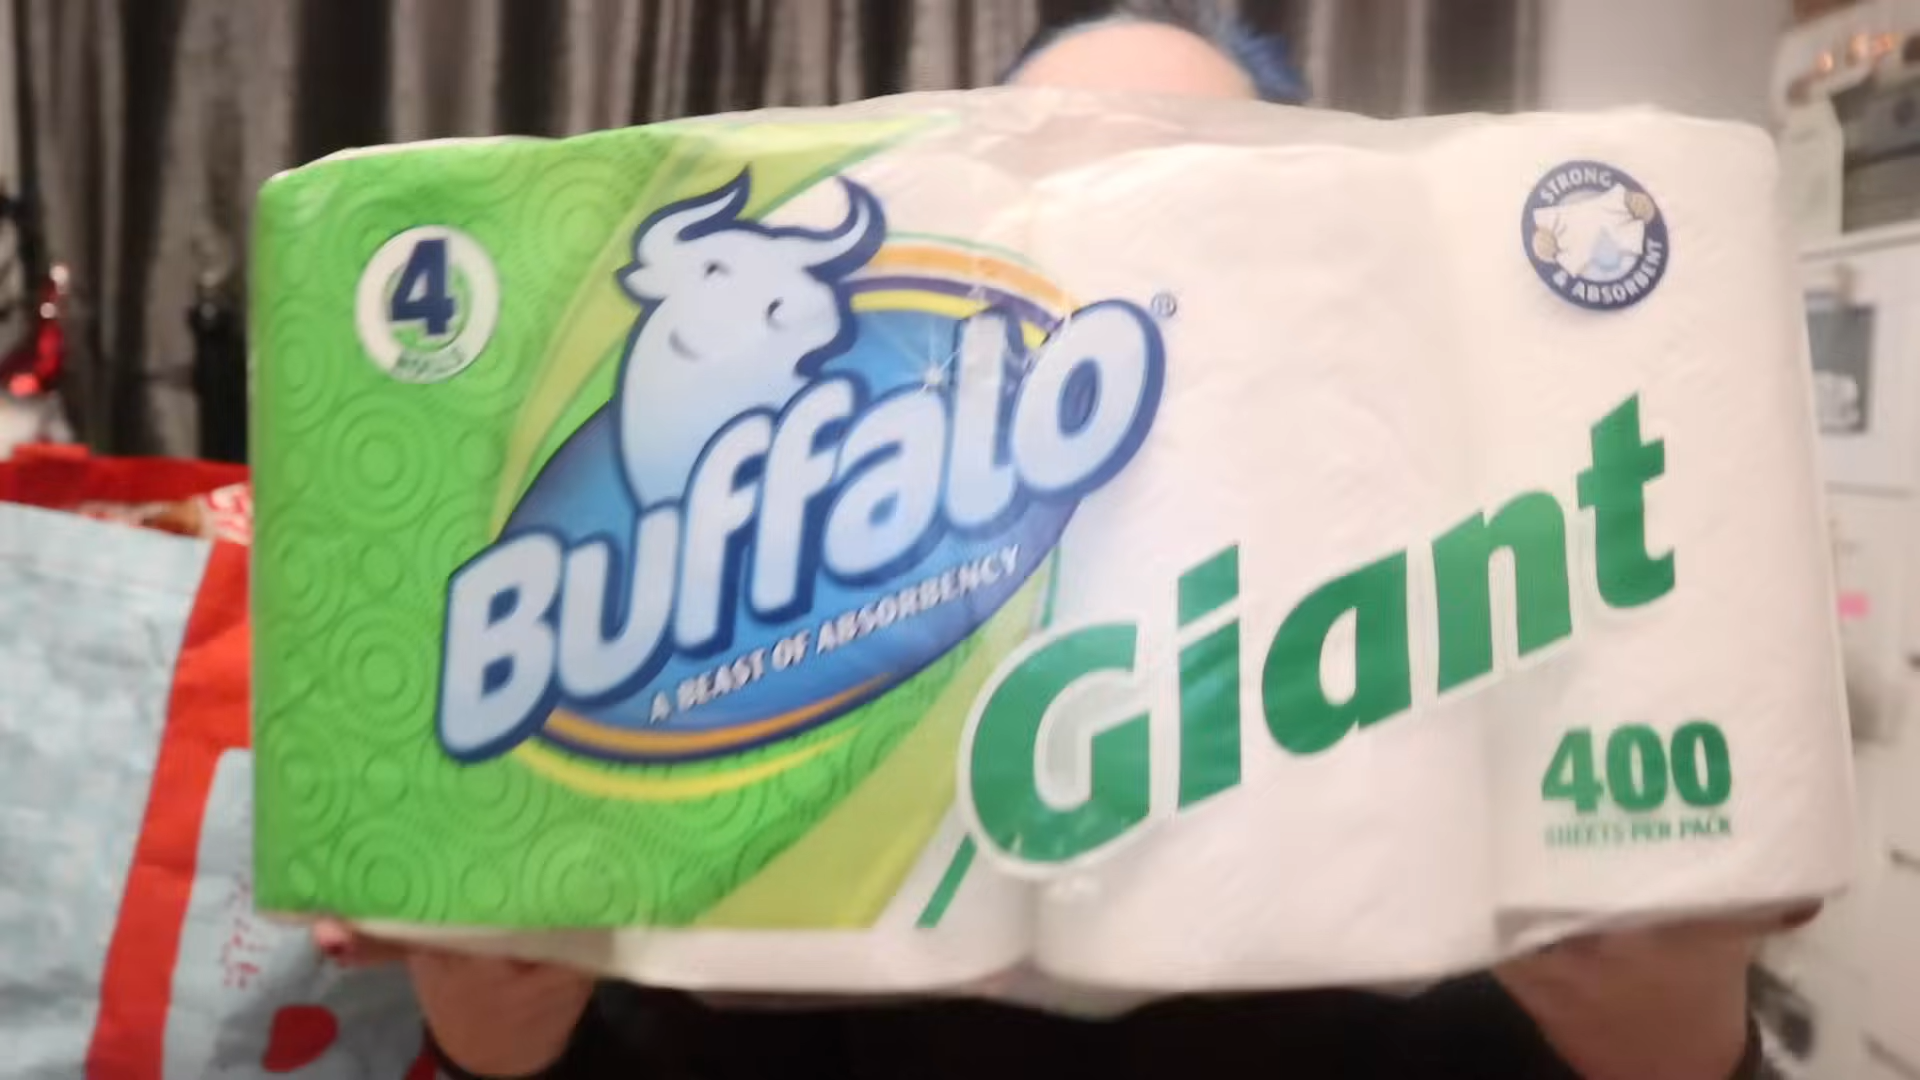 4
ROLLS
Buffalo®
A BEAST OF ABSORBENCY
Giant
STRONG
& ABSORBENT
400
SHEETS PER PACK